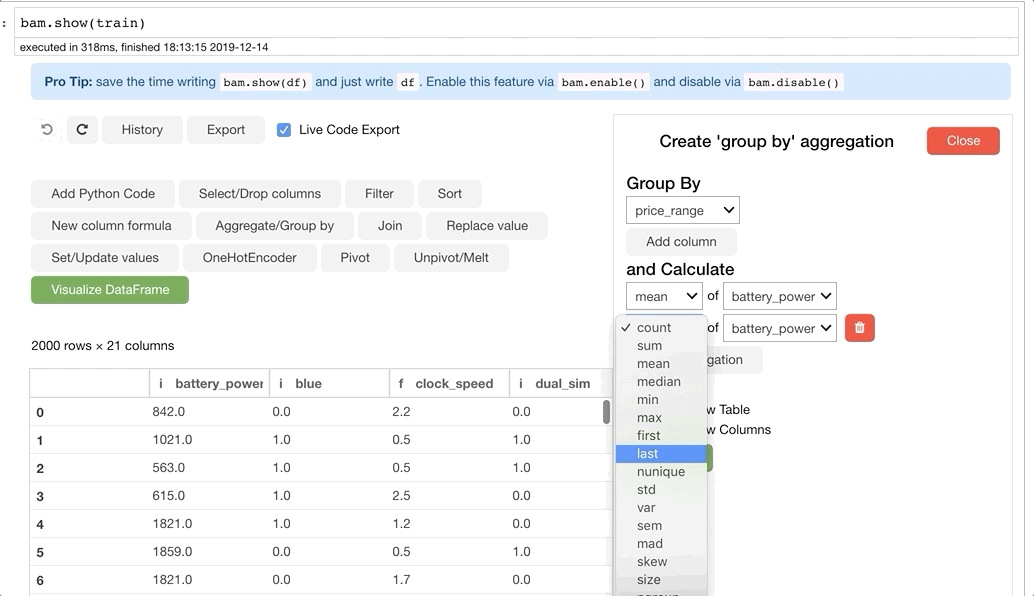 : bam.show(train)
executed in 318ms, finished 18:13:15 2019-12-14
Pro Tip: save the time writing bam.show(df) and just write df. Enable this feature via bam.enable() and disable via bam.disable()
History Export Live Code Export
Add Python Code Select/Drop columns Filter Sort
New column formula Aggregate/Group by Join Replace value
Set/Update values OneHotEncoder Pivot Unpivot/Melt
Visualize DataFrame
2000 rows × 21 columns
i battery_power i blue f clock_speed i dual_sim
0 842.0 0.0 2.2 0.0
1 1021.0 1.0 0.5 1.0
2 563.0 1.0 0.5 1.0
3 615.0 1.0 2.5 0.0
4 1821.0 1.0 1.2 0.0
5 1859.0 0.0 0.5 1.0
6 1821.0 0.0 1.7 0.0
Create 'group by' aggregation Close
Group By
price_range
Add column
and Calculate
mean of battery_power
of battery_power
gation
w Table
w Columns
✓ count
sum
mean
median
min
max
first
last
nunique
std
var
sem
mad
skew
size